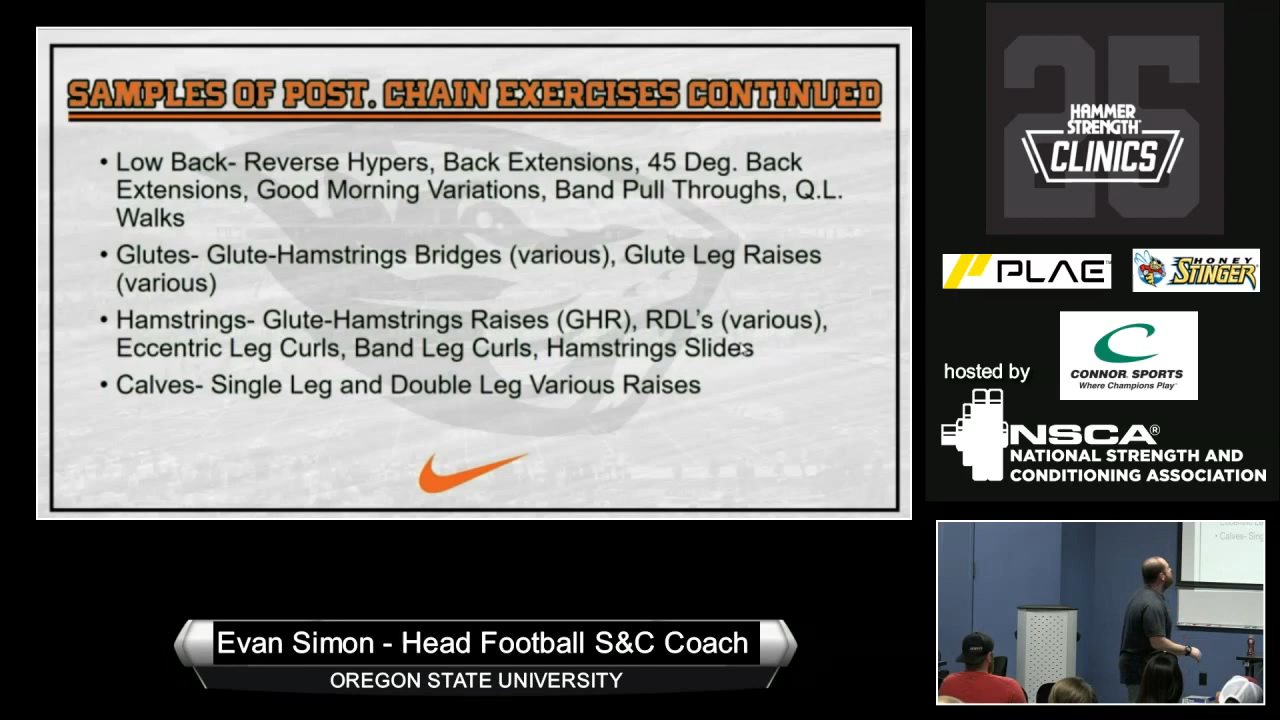 SAMPLES OF POST. CHAIN EXERCISES CONTINUED
• Low Back- Reverse Hypers, Back Extensions, 45 Deg. Back
Extensions, Good Morning Variations, Band Pull Throughs, Q.L.
Walks
• Glutes- Glute-Hamstrings Bridges (various), Glute Leg Raises
(various)
• Hamstrings- Glute-Hamstrings Raises (GHR), RDL's (various),
Eccentric Leg Curls, Band Leg Curls, Hamstrings Slides
• Calves- Single Leg and Double Leg Various Raises
25
HAMMER
STRENGTH
CLINICS
PLAE
HONEY
STINGER
hosted by
CONNOR SPORTS
Where Champions Play
NSCA®
NATIONAL STRENGTH AND
CONDITIONING ASSOCIATION
• Calves- Sing
Evan Simon - Head Football S&C Coach
OREGON STATE UNIVERSITY